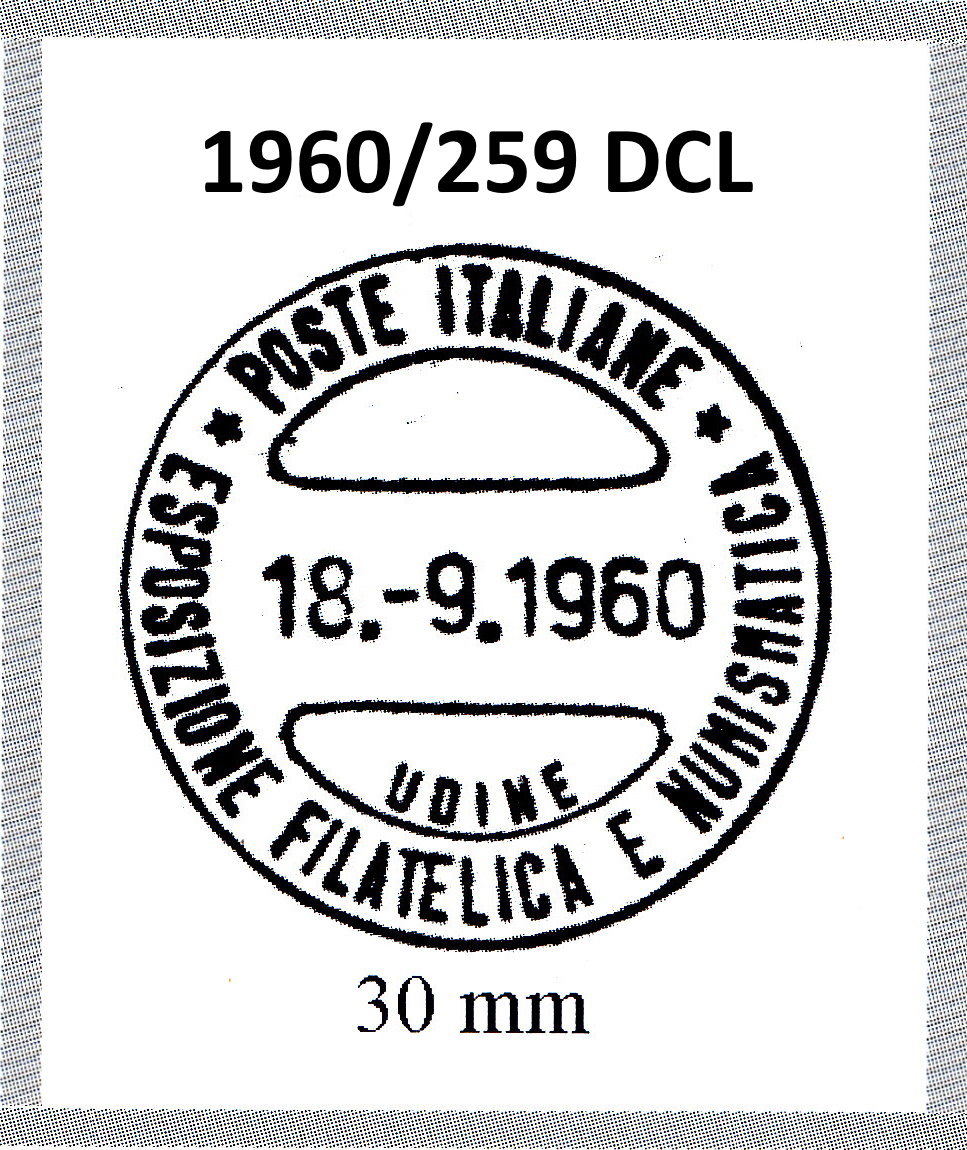 1960/259 DCL
★ POSTE ITALIANE ★
18.-9.1960
UDINE
ESPOSIZIONE FILATELICA E NUMISMATICA
30 mm